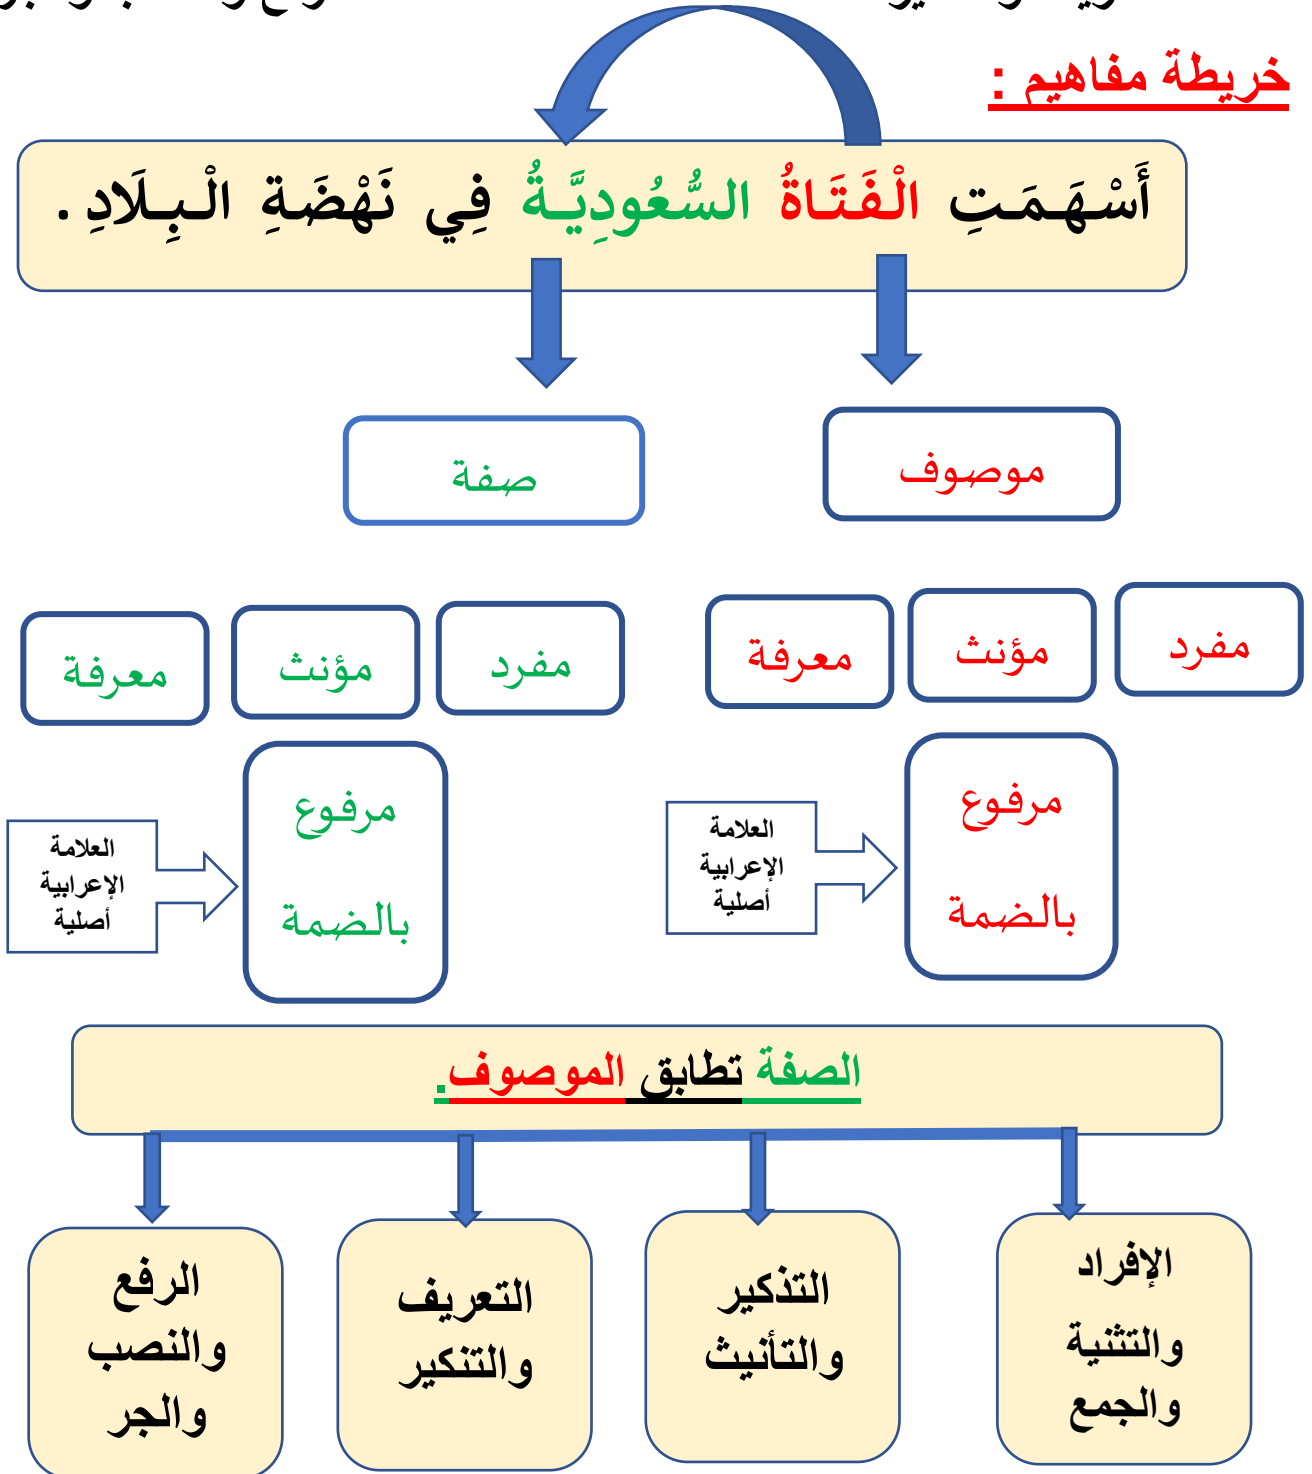 خريطة مفاهيم :
أَسْهَمَتِ الْفَتَاةُ السُّعُودِيَّةُ فِي نَهْضَةِ الْبِلَادِ .
موصوف
صفة
مفرد
مؤنث
معرفة
مفرد
مؤنث
معرفة
مرفوع
بالضمة
العلامة
الإعرابية
أصلية
مرفوع
بالضمة
العلامة
الإعرابية
أصلية
الصفة تطابق الموصوف.
الإفراد
والتثنية
والجمع
التذكير
والتأنيث
التعريف
والتنكير
الرفع
والنصب
والجر